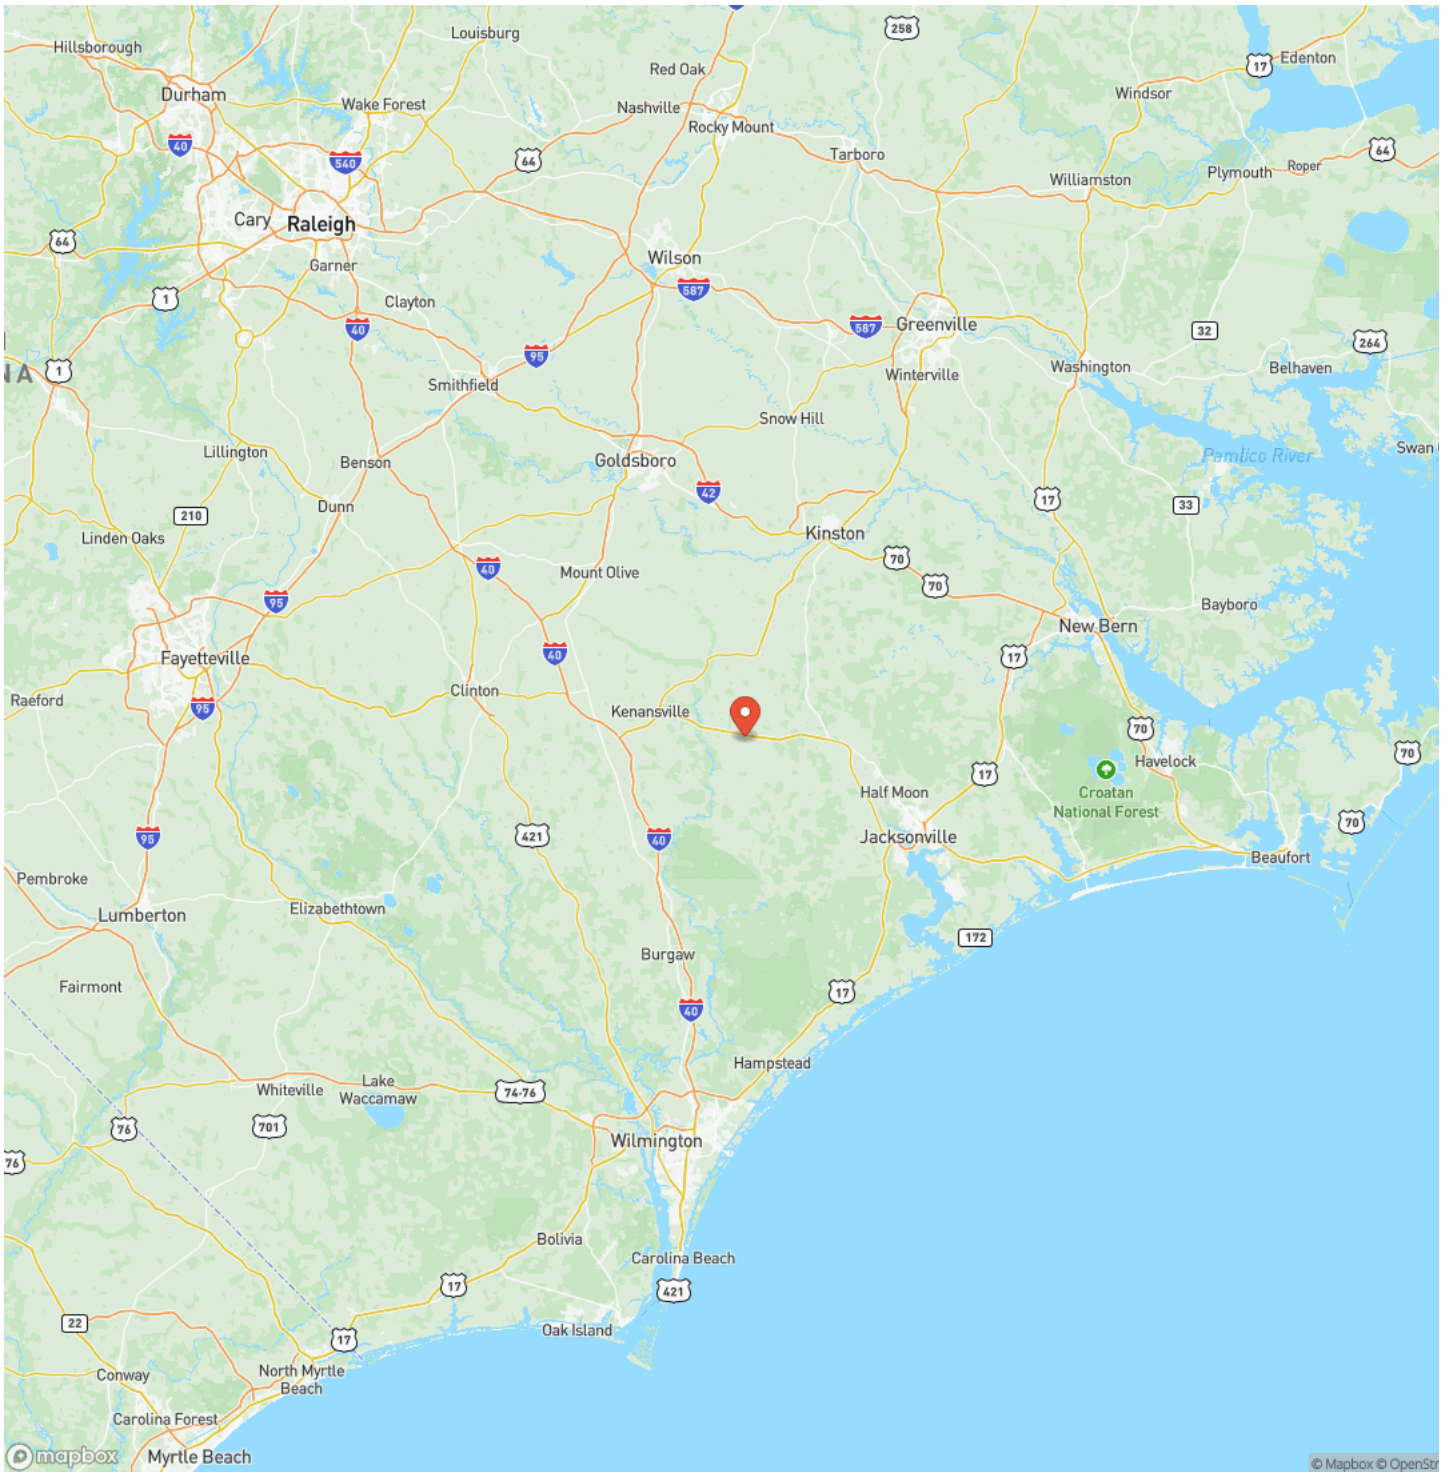 258
Louisburg
Hillsborough
Edenton
17
Red Oak
Durham
Windsor
Wake Forest
Nashville
Rocky Mount
40
64
Tarboro
540
64
Plymouth
Roper
Williamston
Cary
Raleigh
64
Wilson
Garner
587
1
Clayton
40
587
Greenville
32
264
95
NA
1
Washington
Belhaven
Smithfield
Winterville
Snow Hill
Swan
Lillington
Benson
Goldsboro
Pamlico River
42
17
33
Dunn
210
Kinston
Linden Oaks
70
40
Mount Olive
70
95
Bayboro
New Bern
40
17
Fayetteville
Clinton
Raeford
95
Kenansville
70
70
Havelock
17
Half Moon
Croatan
National Forest
70
95
421
40
Jacksonville
Beaufort
Pembroke
Lumberton
Elizabethtown
172
Burgaw
Fairmont
17
40
Hampstead
Whiteville
Lake
Waccamaw
74-76
76
701
Wilmington
76
Bolivia
Carolina Beach
17
421
22
Oak Island
17
North Myrtle
Beach
Conway
Carolina Forest
mapbox
Myrtle Beach
© Mapbox © OpenStr